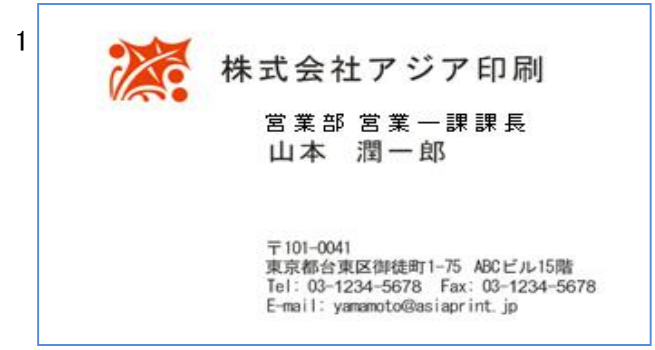 1
株式会社アジア印刷
営業部 営業一課課長
山本 潤一郎
〒101-0041
東京都台東区御徒町1-75 ABCビル15階
Tel: 03-1234-5678 Fax: 03-1234-5678
E-mail: yamamoto@asiaprint.jp